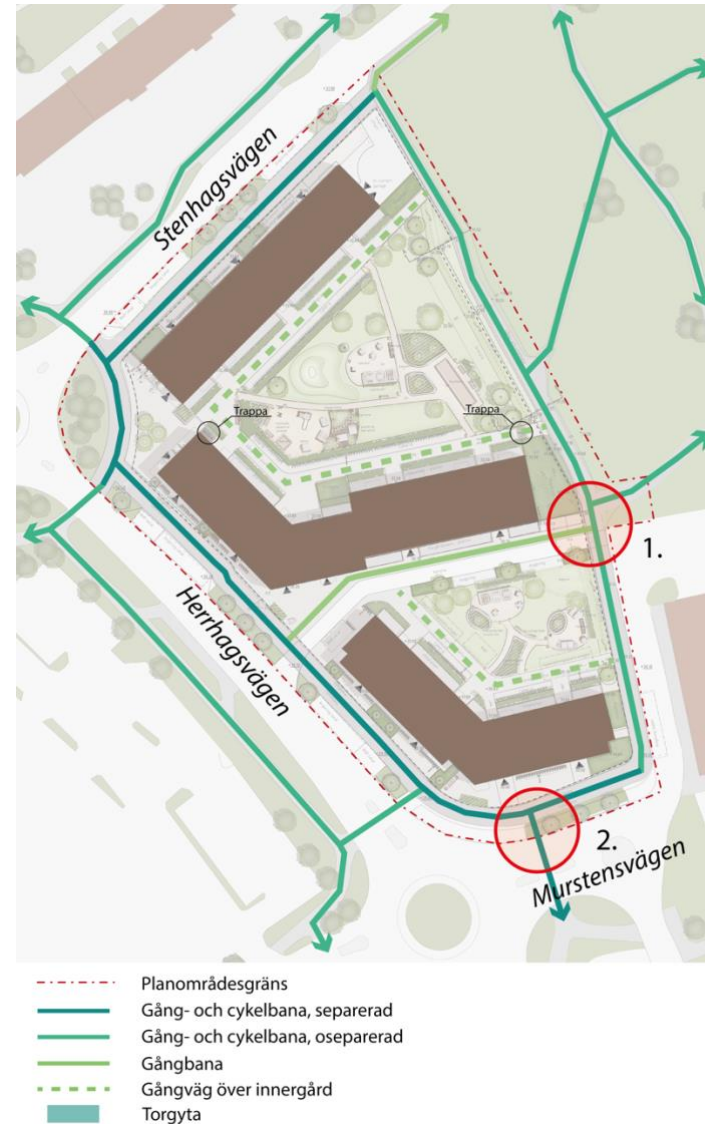 Stenhagsvägen
Trappa
Trappa
1.
Herrhagsvägen
2.
Murstensvägen
Planområdesgräns
Gång- och cykelbana, separerad
Gång- och cykelbana, oseparerad
Gångbana
Gångväg över innergård
Torgyta